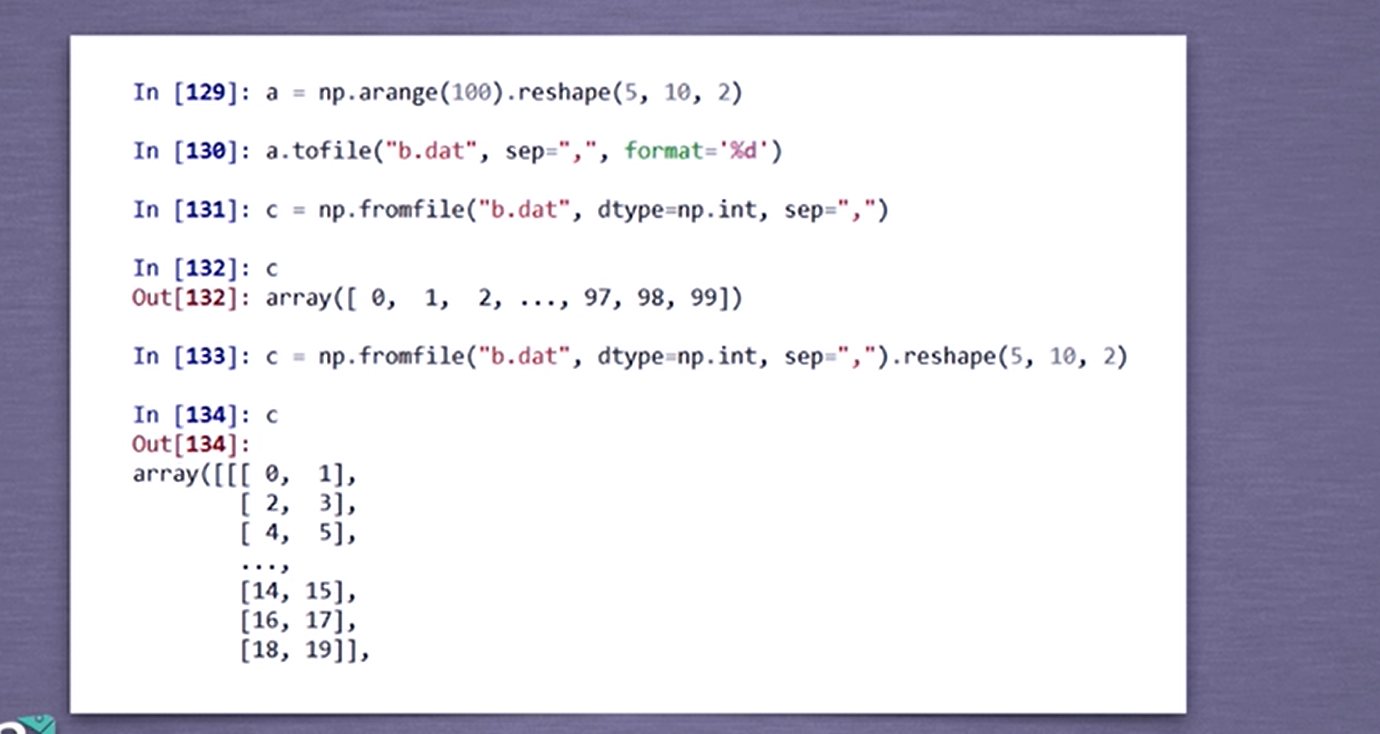 In [129]: a = np.arange(100).reshape(5, 10, 2)
In [130]: a.tofile("b.dat", sep=",", format='%d')
In [131]: c = np.fromfile("b.dat", dtype=np.int, sep=",")
In [132]: c
Out[132]: array([ 0,  1,  2, ..., 97, 98, 99])
In [133]: c = np.fromfile("b.dat", dtype=np.int, sep=",").reshape(5, 10, 2)
In [134]: c
Out[134]:
array([[[ 0,  1],
        [ 2,  3],
        [ 4,  5],
        ...,
        [14, 15],
        [16, 17],
        [18, 19]],